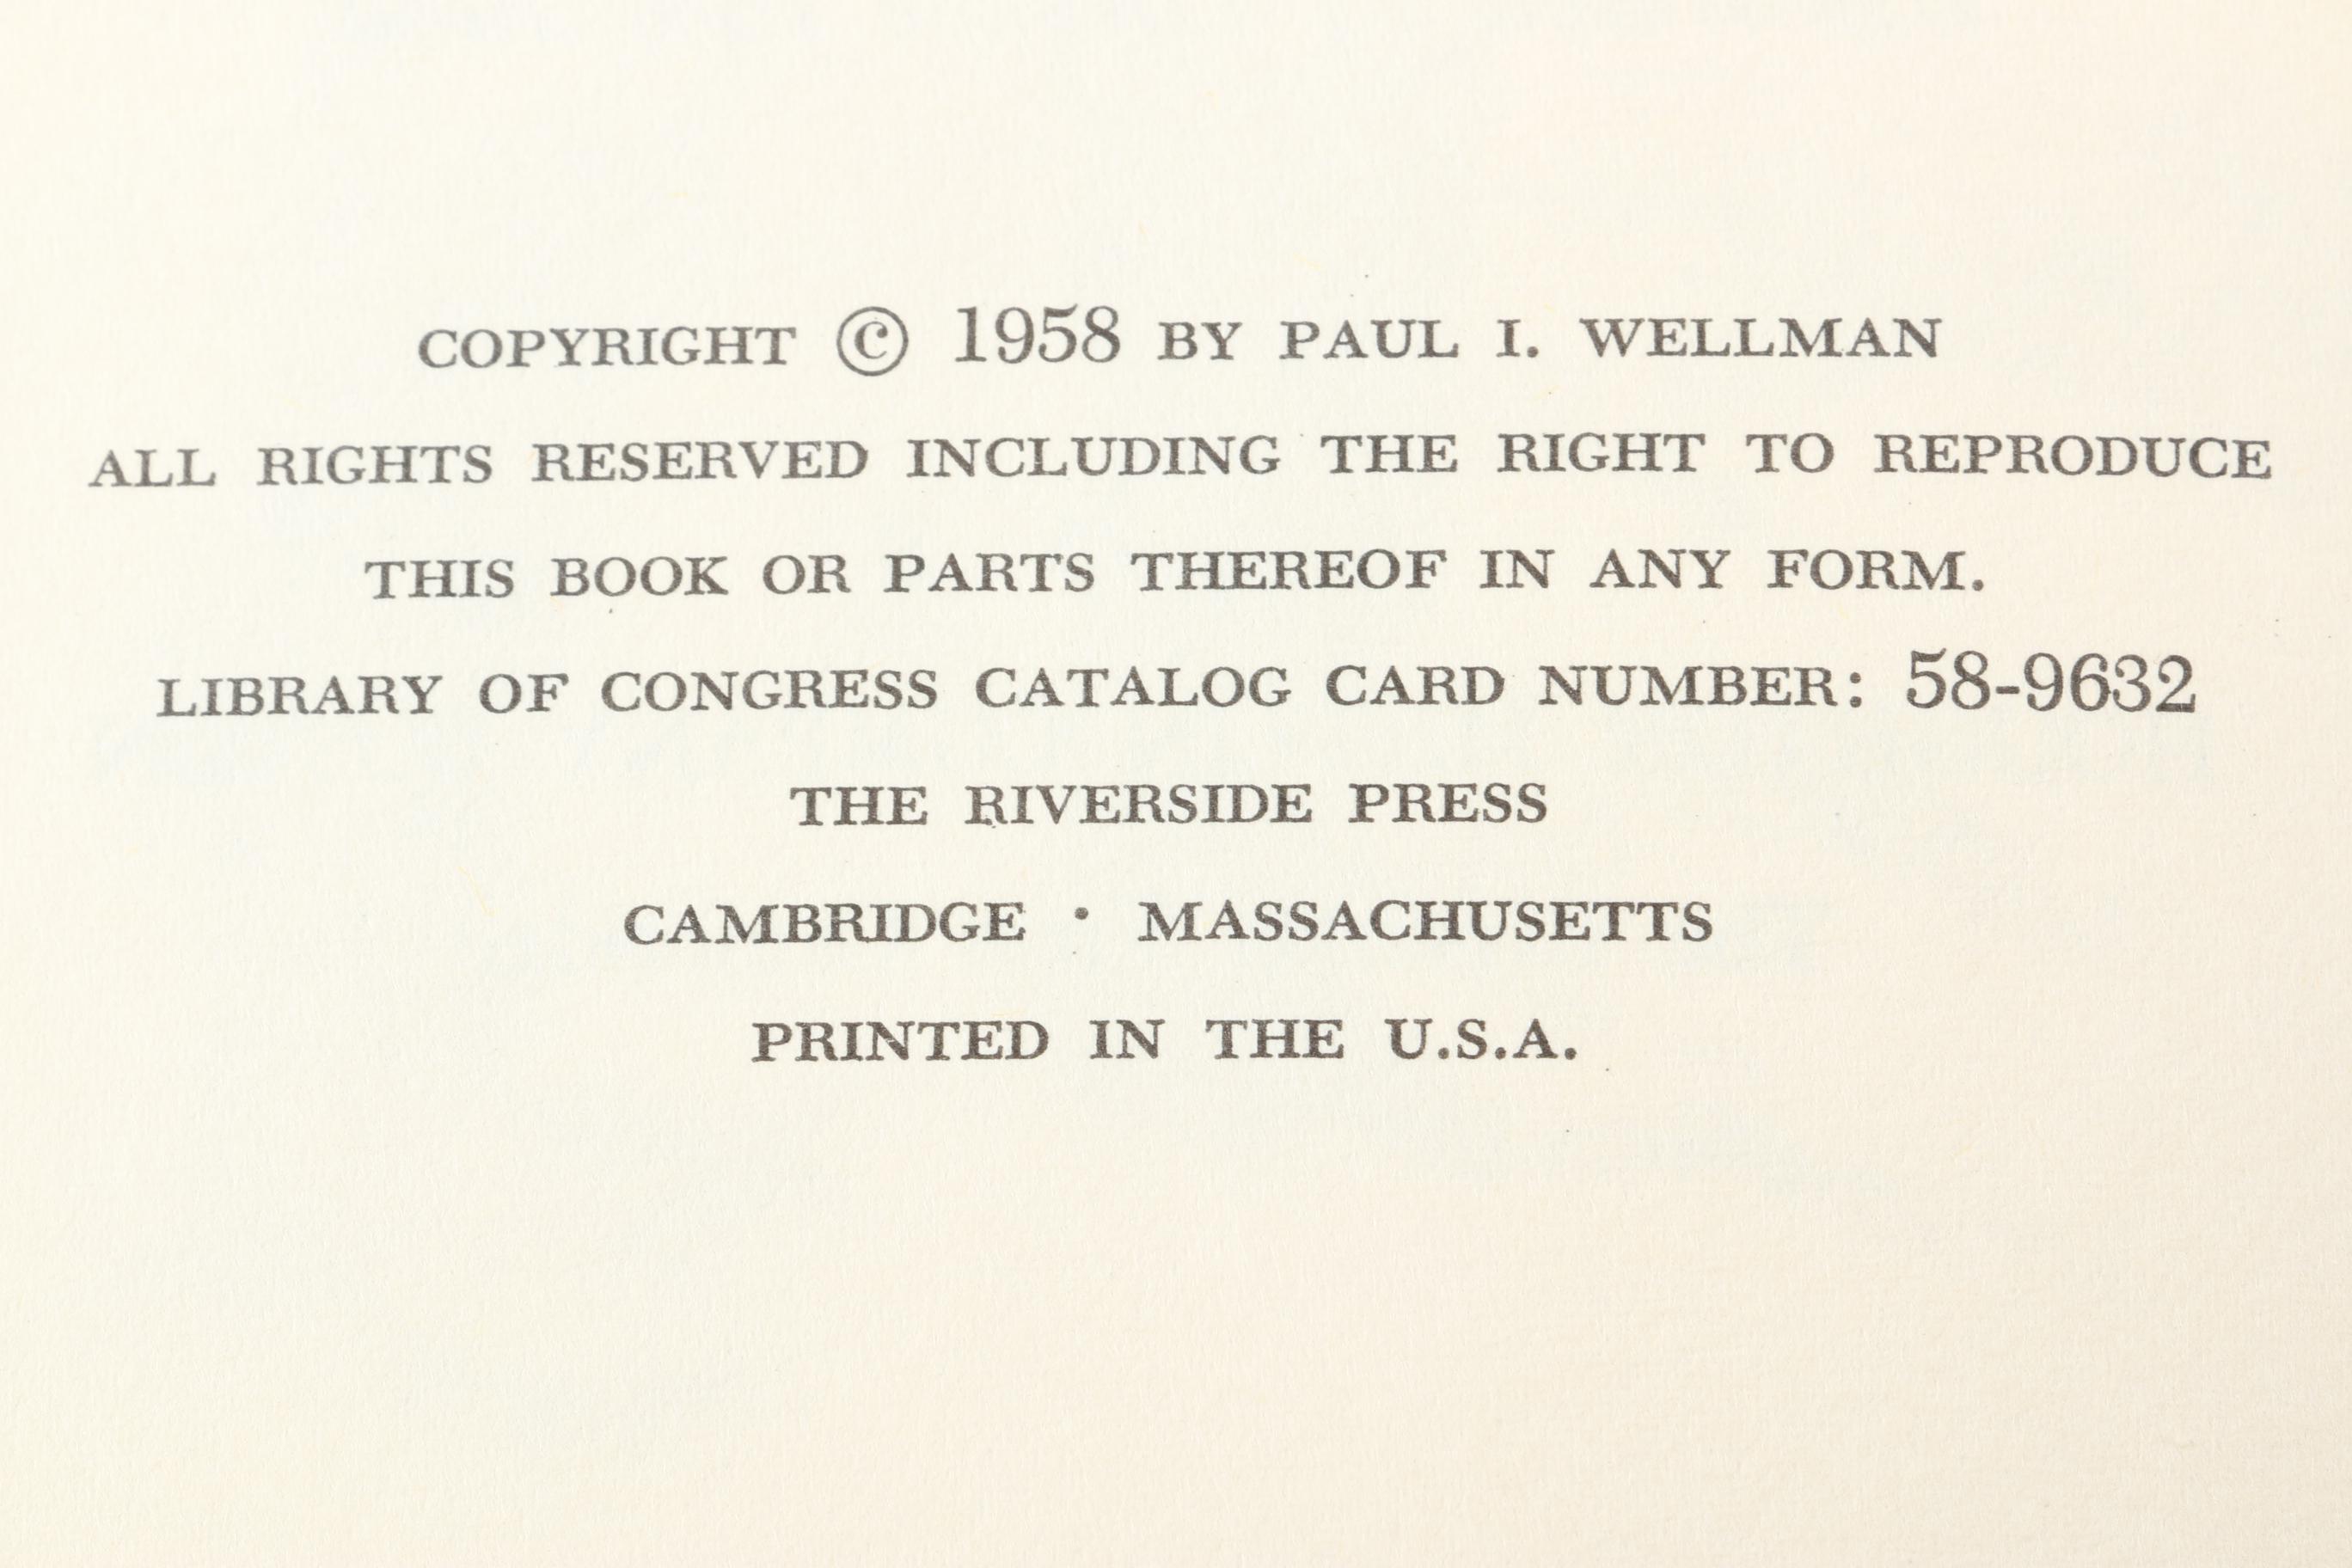 COPYRIGHT © 1958 BY PAUL I. WELLMAN
ALL RIGHTS RESERVED INCLUDING THE RIGHT TO REPRODUCE
THIS BOOK OR PARTS THEREOF IN ANY FORM.
LIBRARY OF CONGRESS CATALOG CARD NUMBER: 58-9632
THE RIVERSIDE PRESS
CAMBRIDGE · MASSACHUSETTS
PRINTED IN THE U.S.A.